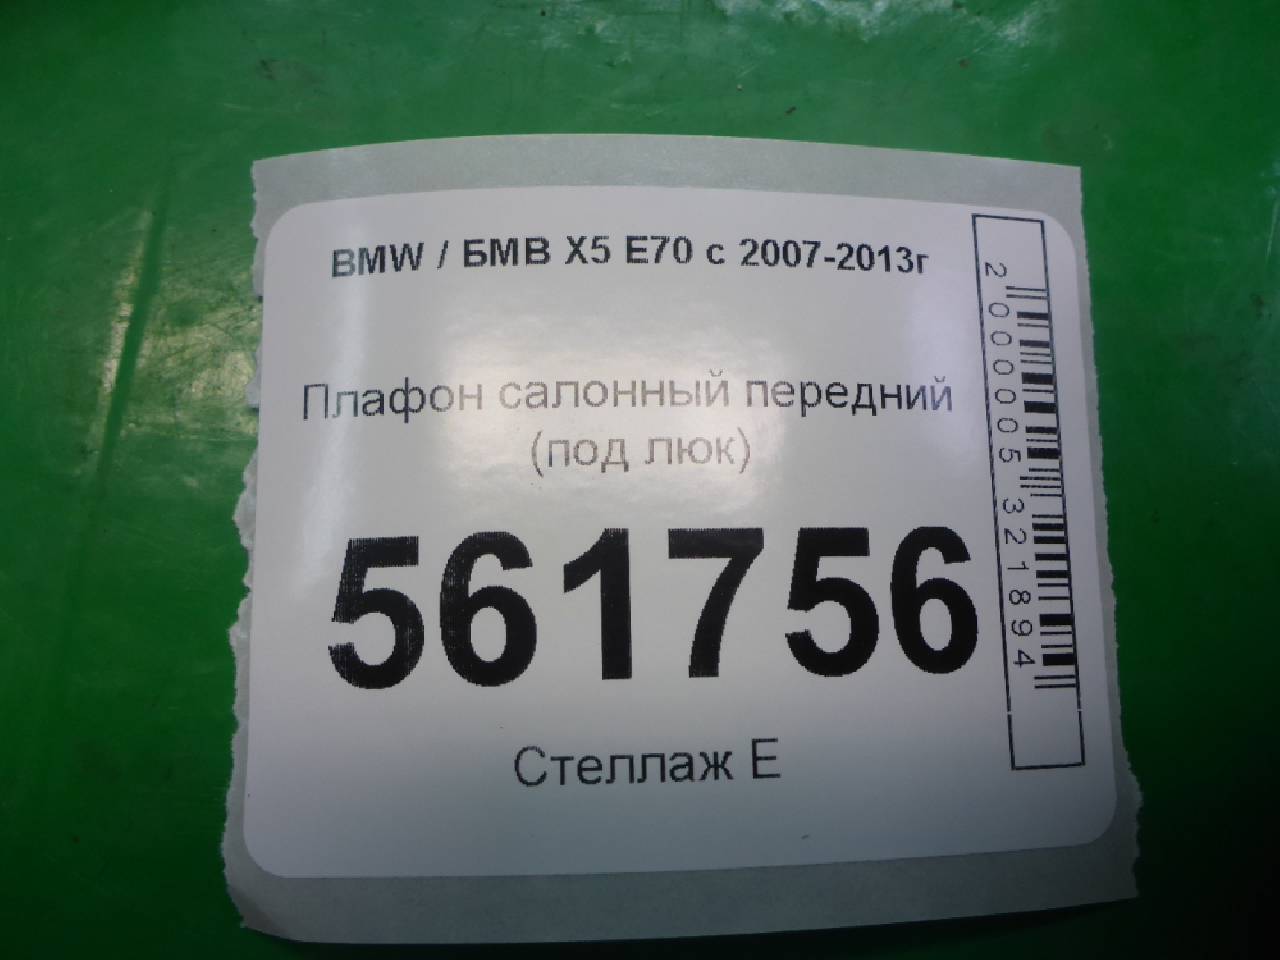 BMW / БМВ X5 E70 с 2007-2013г
Плафон салонный передний
(под люк)
561756
Стеллаж Е
2000005321894